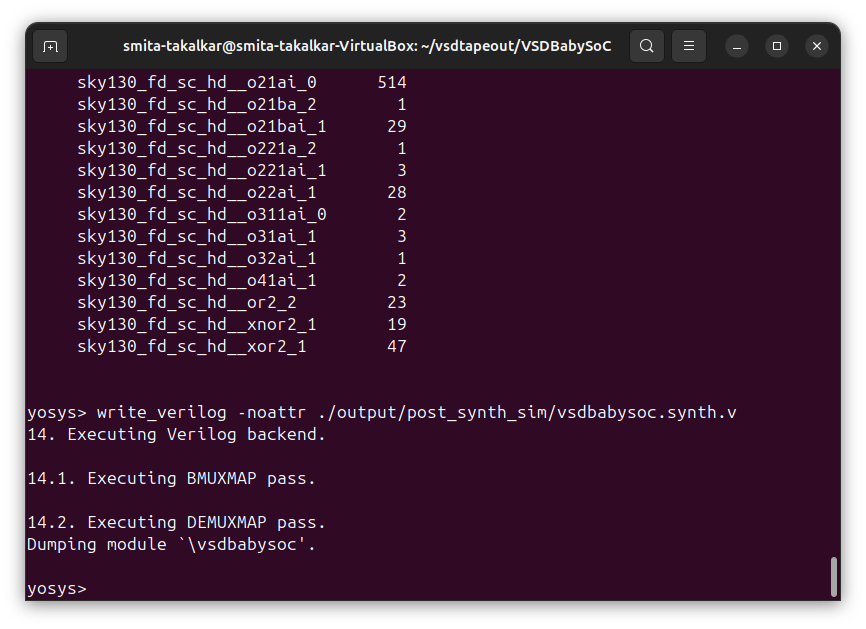 smita-takalkar@smita-takalkar-VirtualBox: ~/vsdtapeout/VSDBabySoC
sky130_fd_sc_hd__o21ai_0 514
sky130_fd_sc_hd__o21ba_2 1
sky130_fd_sc_hd__o21bai_1 29
sky130_fd_sc_hd__o221a_2 1
sky130_fd_sc_hd__o221ai_1 3
sky130_fd_sc_hd__o22ai_1 28
sky130_fd_sc_hd__o311ai_0 2
sky130_fd_sc_hd__o31ai_1 3
sky130_fd_sc_hd__o32ai_1 1
sky130_fd_sc_hd__o41ai_1 2
sky130_fd_sc_hd__or2_2 23
sky130_fd_sc_hd__xnor2_1 19
sky130_fd_sc_hd__xor2_1 47
yosys> write_verilog -noattr ./output/post_synth_sim/vsdbabysoc.synth.v
14. Executing Verilog backend.
14.1. Executing BMUXMAP pass.
14.2. Executing DEMUXMAP pass.
Dumping module `\vsdbabysoc'.
yosys>